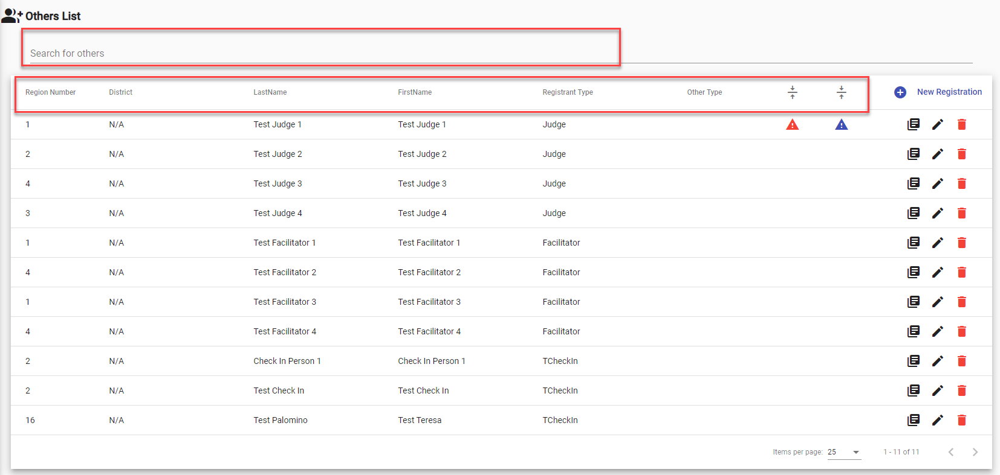 Others List
Search for others
Region Number District LastName FirstName Registrant Type Other Type New Registration
1 N/A Test Judge 1 Test Judge 1 Judge
2 N/A Test Judge 2 Test Judge 2 Judge
4 N/A Test Judge 3 Test Judge 3 Judge
3 N/A Test Judge 4 Test Judge 4 Judge
1 N/A Test Facilitator 1 Test Facilitator 1 Facilitator
4 N/A Test Facilitator 2 Test Facilitator 2 Facilitator
1 N/A Test Facilitator 3 Test Facilitator 3 Facilitator
4 N/A Test Facilitator 4 Test Facilitator 4 Facilitator
2 N/A Check In Person 1 Check In Person 1 TCheckIn
2 N/A Test Check In Test Check In TCheckIn
16 N/A Test Palomino Test Teresa TCheckIn
Items per page: 25 1 - 11 of 11